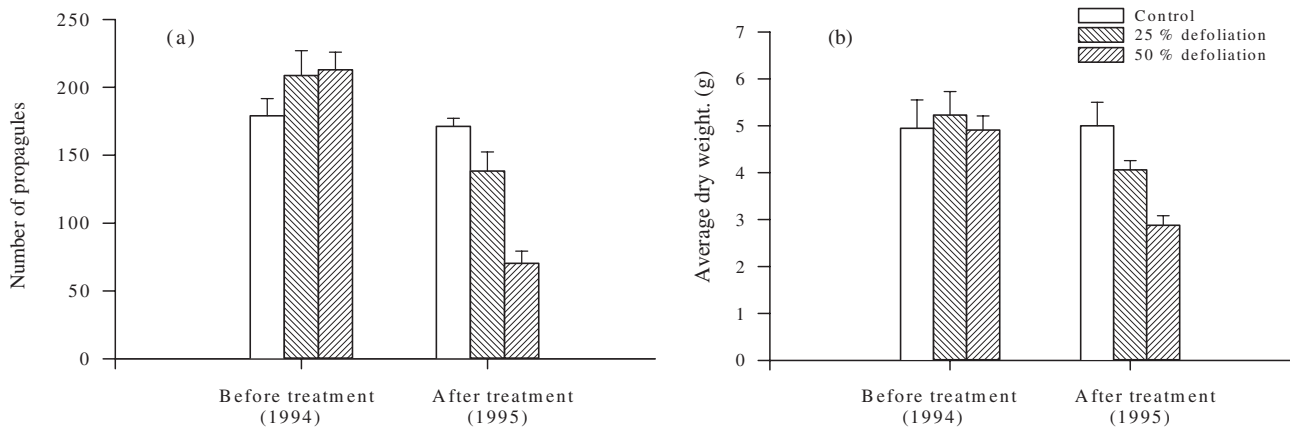 (a)
Number of propagules
250
200
150
100
50
0
Before treatment
(1994)
After treatment
(1995)
(b)
Control
25 % defoliation
50 % defoliation
Average dry weight. (g)
7
6
5
4
3
2
1
0
Before treatment
(1994)
After treatment
(1995)